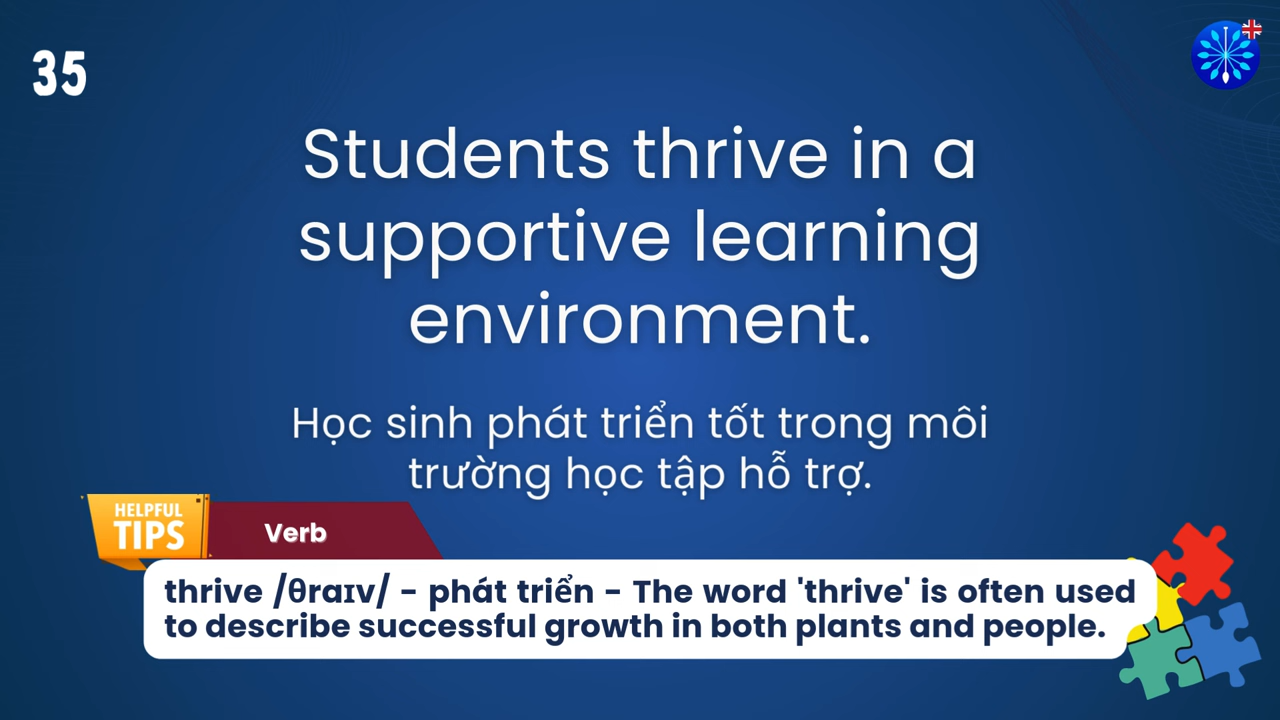 35
Students thrive in a
supportive learning
environment.
Học sinh phát triển tốt trong môi
trường học tập hỗ trợ.
HELPFUL
TIPS
Verb
thrive /θraɪv/ - phát triển - The word 'thrive' is often used
to describe successful growth in both plants and people.